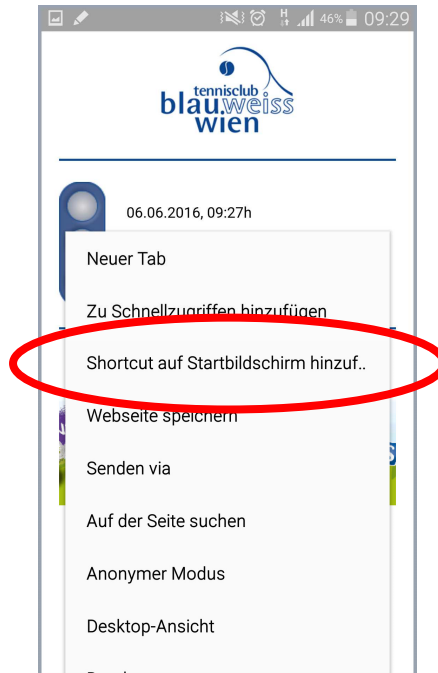 46% 09:29
tennisclub
blau.weiss
wien
06.06.2016, 09:27h
Neuer Tab
Zu Schnellzugriffen hinzufügen
Shortcut auf Startbildschirm hinzuf..
Webseite speichern
Senden via
Auf der Seite suchen
Anonymer Modus
Desktop-Ansicht